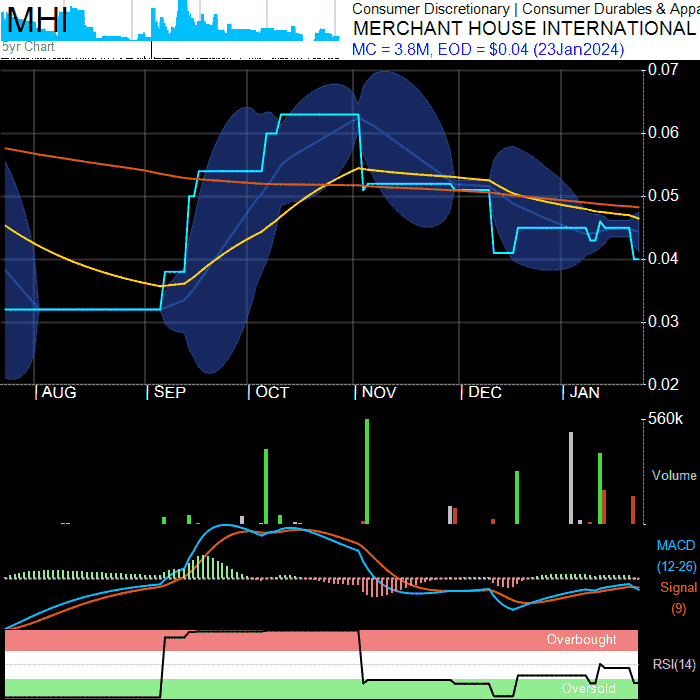 MHI
5yr Chart
Consumer Discretionary | Consumer Durables & Appa
MERCHANT HOUSE INTERNATIONAL
MC = 3.8M, EOD = $0.04 (23Jan2024)
0.07
0.06
0.05
0.04
0.03
0.02
| AUG | SEP | OCT | NOV | DEC | JAN
560k
Volume
MACD
(12-26)
Signal
(9)
Overbought
RSI(14)
Oversold